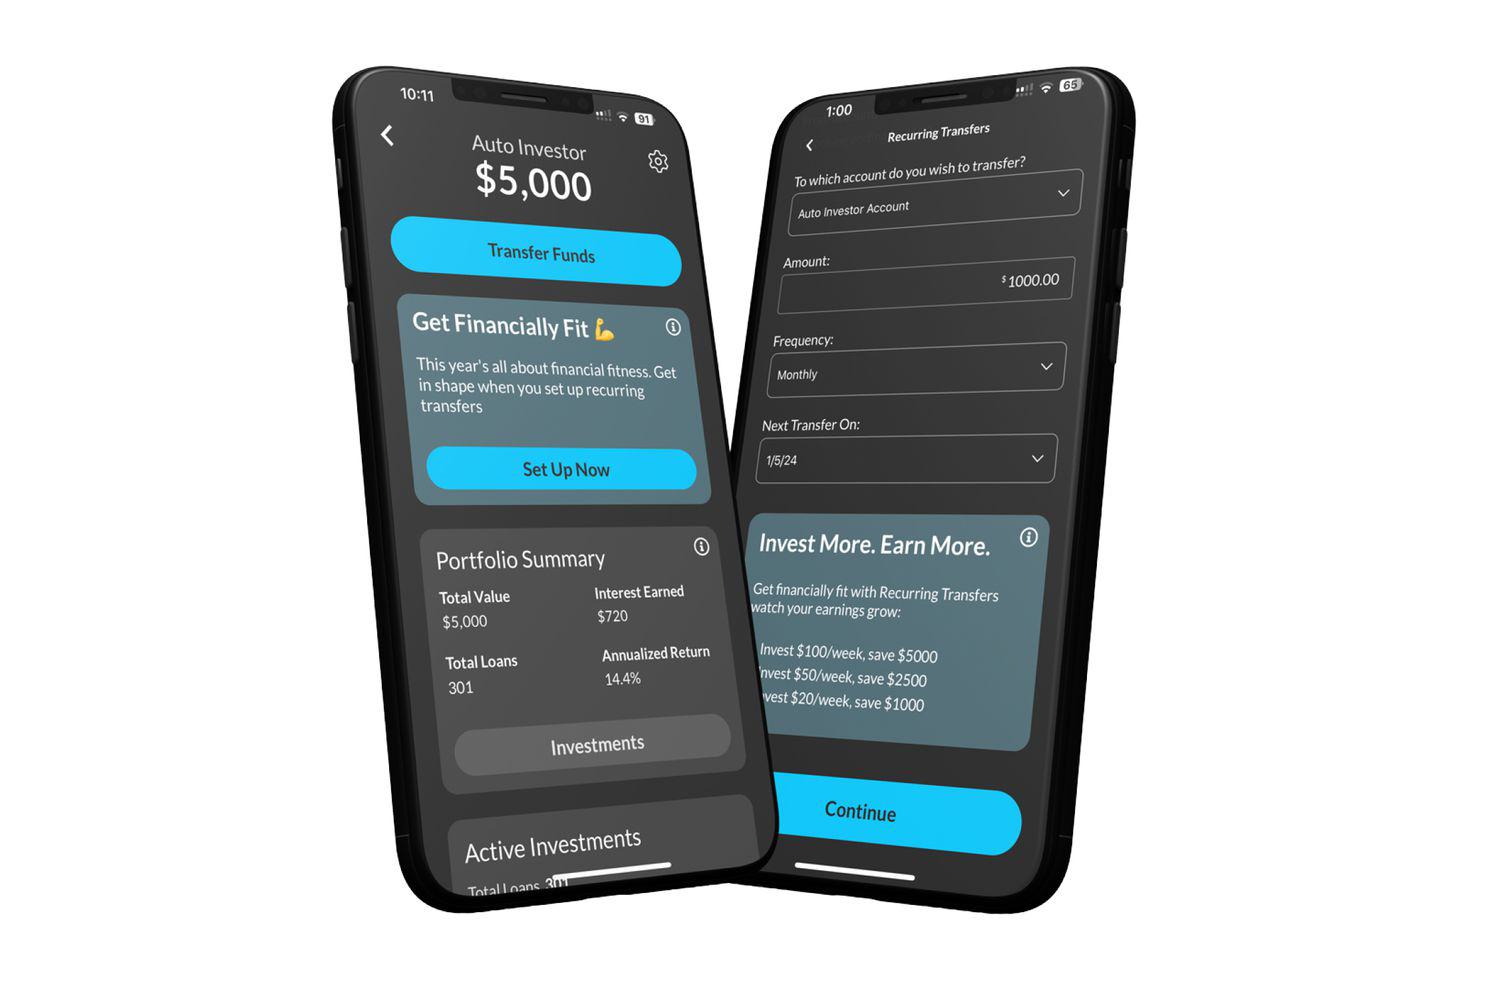 10:11
91
Auto Investor
$5,000
Transfer Funds
Get Financially Fit 💪
This year's all about financial fitness. Get
in shape when you set up recurring
transfers
Set Up Now
Portfolio Summary
Total Value
Interest Earned
$5,000
$720
Total Loans
Annualized Return
301
14.4%
Investments
Active Investments
Total Loans 301
1:00
65
Recurring Transfers
To which account do you wish to transfer?
Auto Investor Account
Amount:
$1000.00
Frequency:
Monthly
Next Transfer On:
1/5/24
Invest More. Earn More.
Get financially fit with Recurring Transfers
watch your earnings grow:
Invest $100/week, save $5000
Invest $50/week, save $2500
Invest $20/week, save $1000
Continue